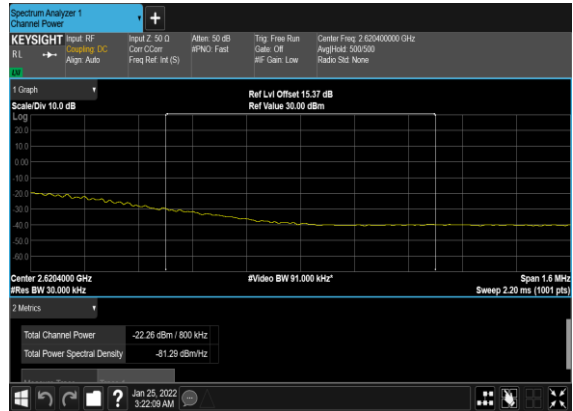 Spectrum Analyzer 1
Channel Power
+
KEYSIGHT Input: RF Input Z: 50 Ω Atten: 50 dB Trig: Free Run Center Freq: 2.620400000 GHz
RL Coupling: DC Corr CCorr #PNO: Fast Gate: Off Avg|Hold: 500/500
Align: Auto Freq Ref: Int (S) #IF Gain: Low Radio Std: None
1 Graph
Ref Lvl Offset 15.37 dB
Scale/Div 10.0 dB Ref Value 30.00 dBm
Log
20.0
10.0
0.00
-10.0
-20.0
-30.0
-40.0
-50.0
-60.0
Center 2.6204000 GHz #Video BW 91.000 kHz* Span 1.6 MHz
#Res BW 30.000 kHz Sweep 2.20 ms (1001 pts)
2 Metrics
Total Channel Power -22.26 dBm / 800 kHz
Total Power Spectral Density -81.29 dBm/Hz
?
Jan 25, 2022
3:22:09 AM